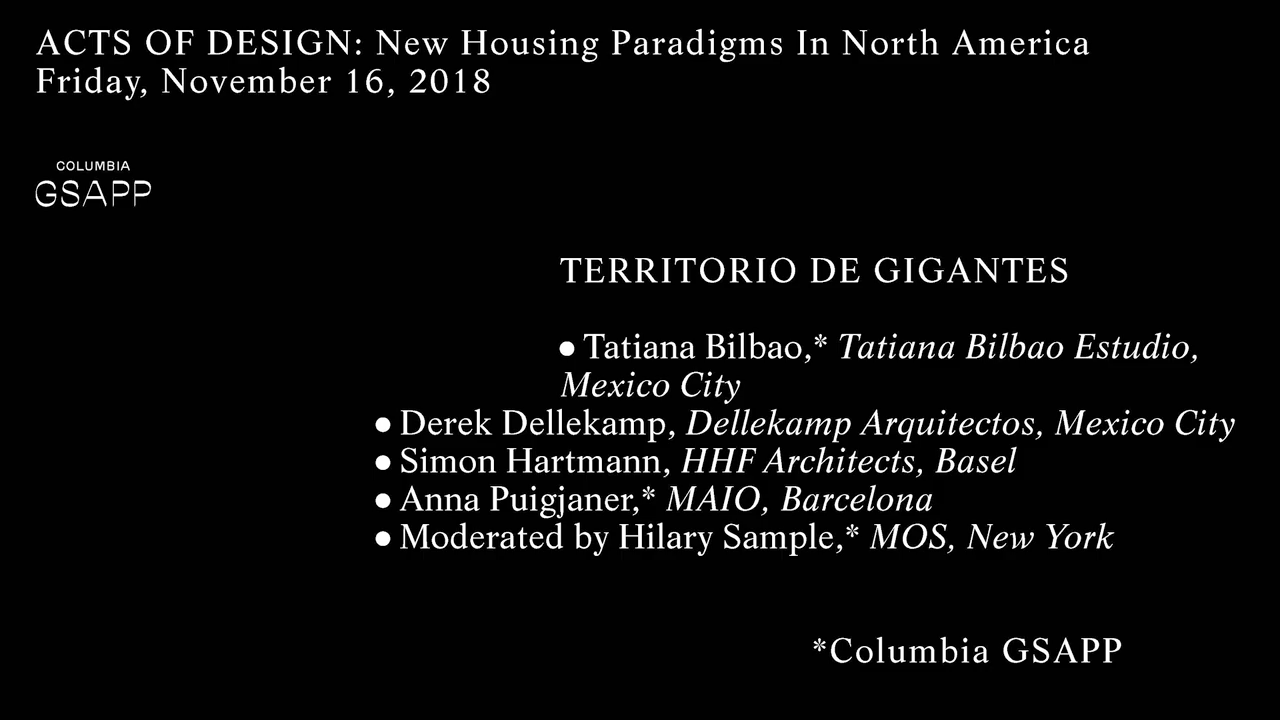 ACTS OF DESIGN: New Housing Paradigms In North America
Friday, November 16, 2018
COLUMBIA
GSAPP
TERRITORIO DE GIGANTES
● Tatiana Bilbao,* Tatiana Bilbao Estudio,
Mexico City
● Derek Dellekamp, Dellekamp Arquitectos, Mexico City
● Simon Hartmann, HHF Architects, Basel
● Anna Puigjaner,* MAIO, Barcelona
● Moderated by Hilary Sample,* MOS, New York
*Columbia GSAPP